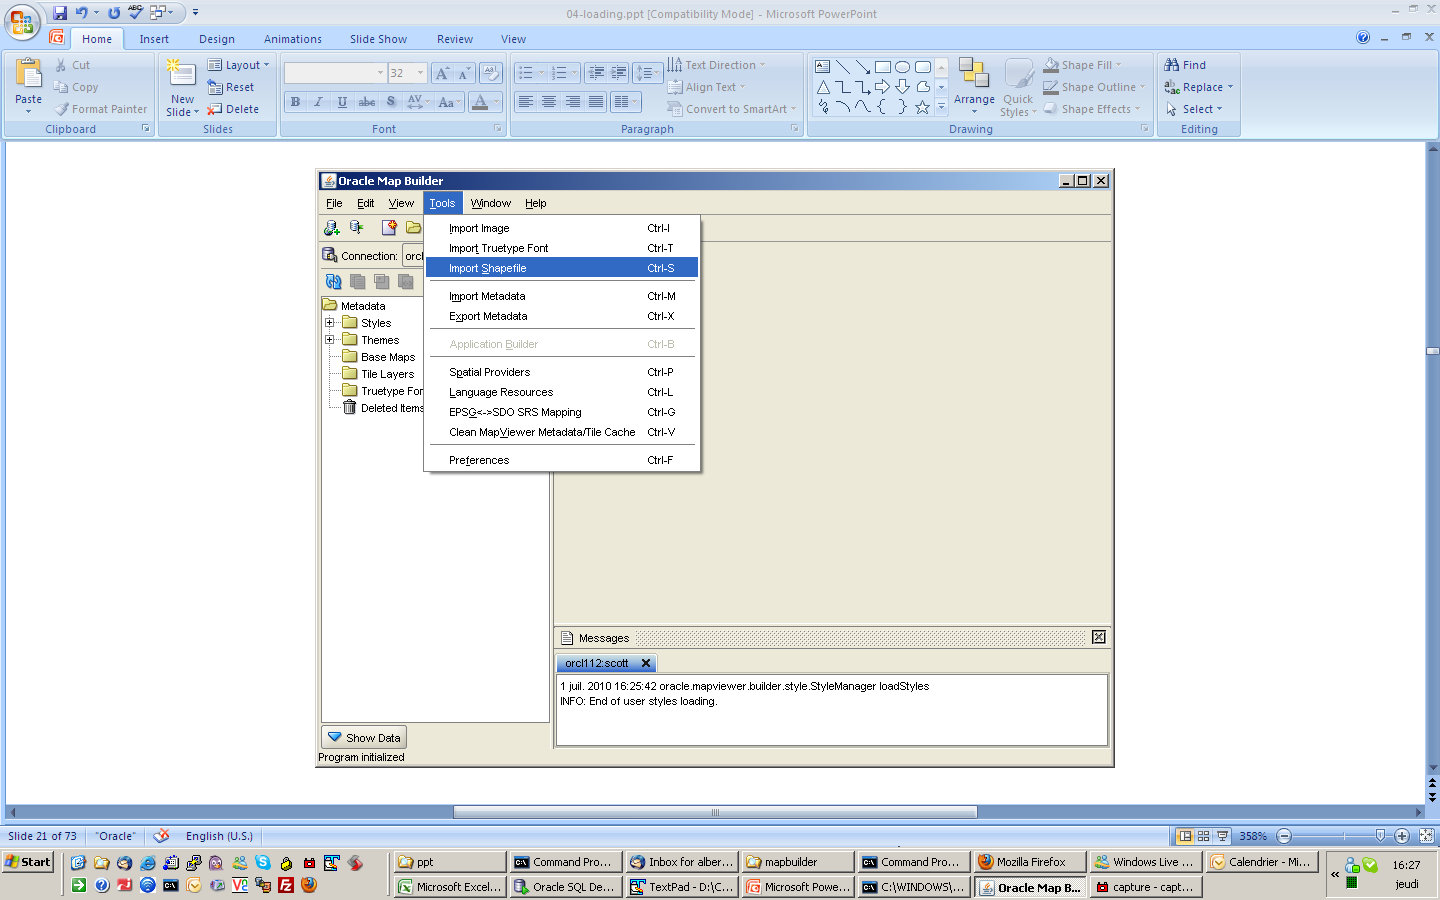 04-loading.ppt [Compatibility Mode] - Microsoft PowerPoint
Home Insert Design Animations Slide Show Review View
Paste
Cut
Copy
Format Painter
Clipboard
New Slide
Layout
Reset
Delete
Slides
32
Font
Paragraph
Text Direction
Align Text
Convert to SmartArt
Arrange
Quick Styles
Shape Fill
Shape Outline
Shape Effects
Drawing
Find
Replace
Select
Editing
Oracle Map Builder
File Edit View Tools Window Help
Connection: orcl
Metadata
Styles
Themes
Base Maps
Tile Layers
Truetype For
Deleted Items
Import Image Ctrl-I
Import Truetype Font Ctrl-T
Import Shapefile Ctrl-S
Import Metadata Ctrl-M
Export Metadata Ctrl-X
Application Builder Ctrl-B
Spatial Providers Ctrl-P
Language Resources Ctrl-L
EPSG<->SDO SRS Mapping Ctrl-G
Clean MapViewer Metadata/Tile Cache Ctrl-V
Preferences Ctrl-F
Messages
orcl112:scott
1 juil. 2010 16:25:42 oracle.mapviewer.builder.style.StyleManager loadStyles
INFO: End of user styles loading.
Show Data
Program initialized
Slide 21 of 73 "Oracle" English (U.S.) 358%
Start
ppt
Command Pro...
Inbox for alber...
mapbuilder
Command Pro...
Mozilla Firefox
Windows Live ...
Calendrier - Mi...
16:27
Microsoft Excel...
Oracle SQL De...
TextPad - D:\C...
Microsoft Powe...
C:\WINDOWS\...
Oracle Map B...
capture - capt...
jeudi